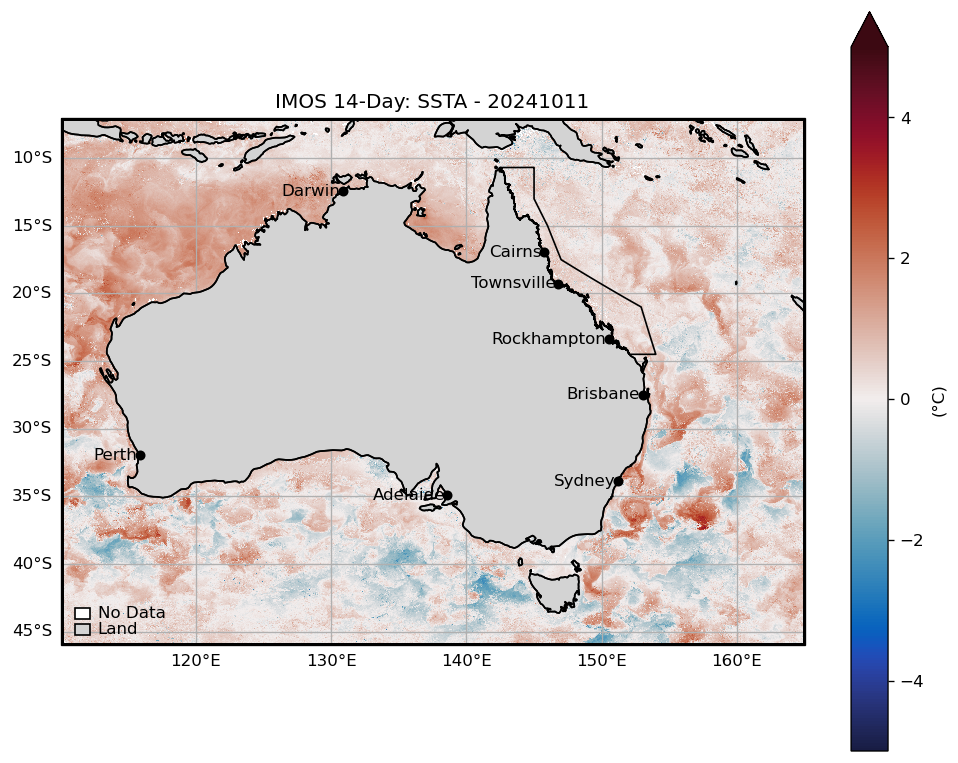 IMOS 14-Day: SSTA - 20241011
10°S
15°S
20°S
25°S
30°S
35°S
40°S
45°S
Darwin
Cairns
Townsville
Rockhampton
Brisbane
Perth
Sydney
Adelaide
No Data
Land
120°E
130°E
140°E
150°E
160°E
4
2
0
−2
−4
(°C)